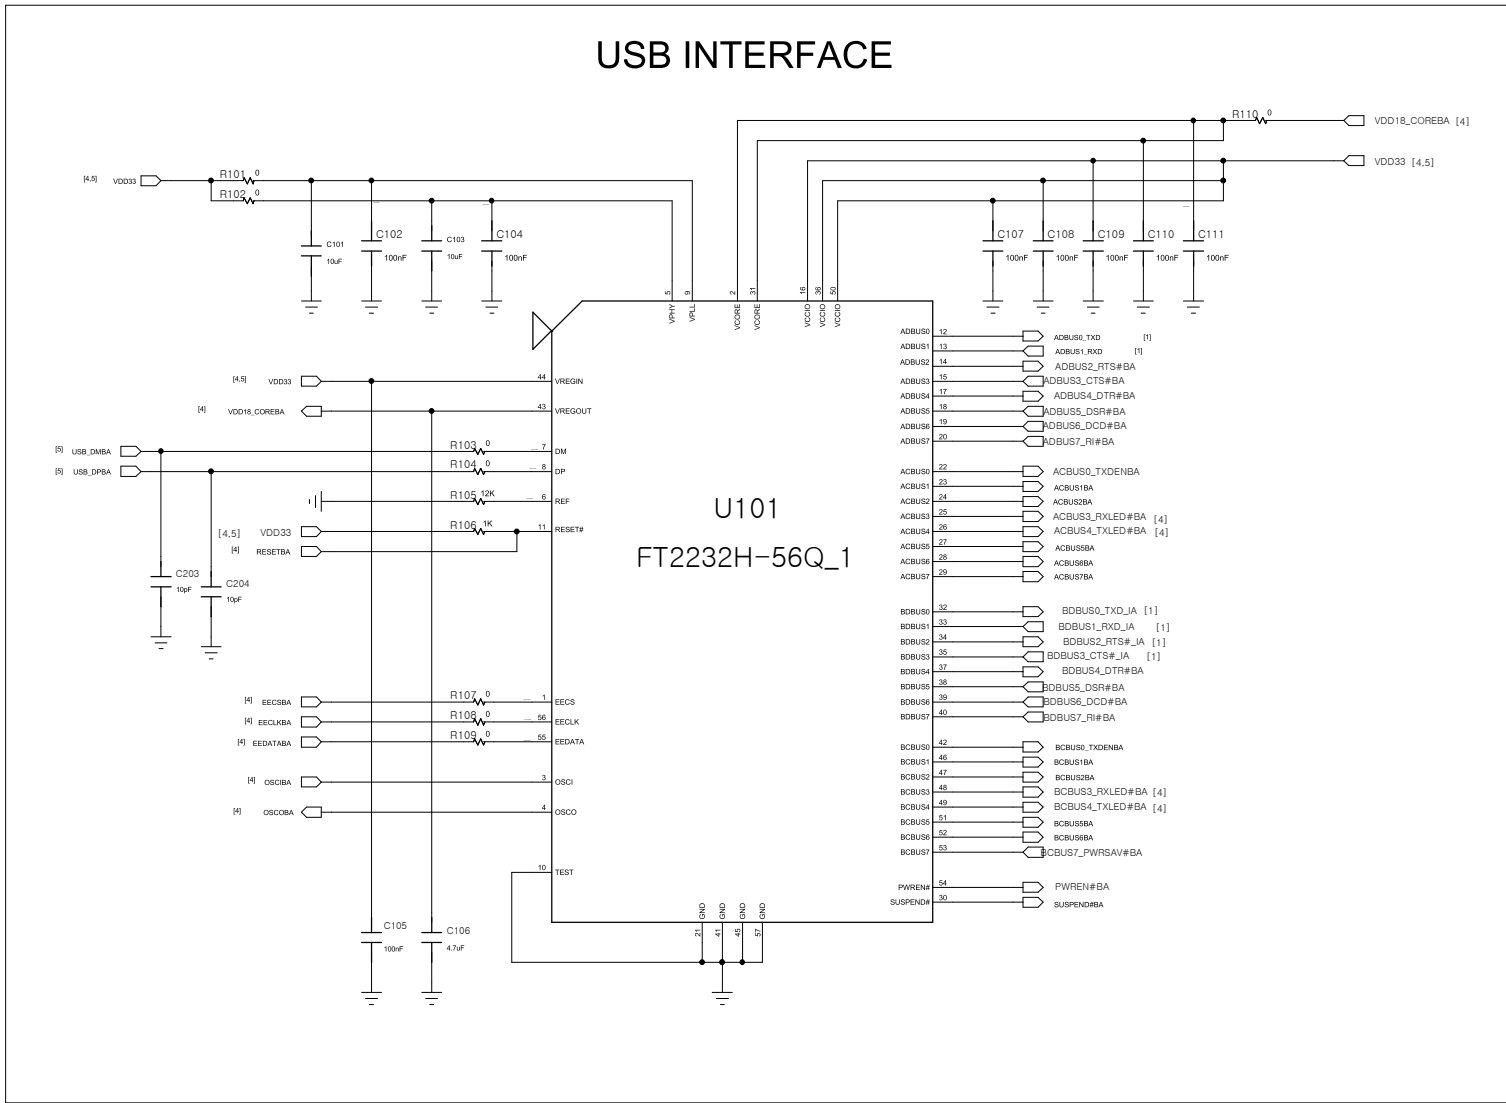 USB INTERFACE
R110 0
VDD18_COREBA [4]
VDD33 [4,5]
[4,5] VDD33
R101 0
R102 0
C101
10uF
C102
100nF
C103
10uF
C104
100nF
C107
100nF
C108
100nF
C109
100nF
C110
100nF
C111
100nF
5 9 2 31 16 36 50
VPHY VPLL VCORE VCORE VCCIO VCCIO VCCIO
[4,5] VDD33 44 VREGIN
[4] VDD18_COREBA 43 VREGOUT
[5] USB_DMBA R103 0 7 DM
[5] USB_DPBA R104 0 8 DP
R105 12K 6 REF
[4,5] VDD33 R106 1K 11 RESET#
[4] RESETBA
C203
10pF
C204
10pF
U101
FT2232H-56Q_1
[4] EECSBA R107 0 1 EECS
[4] EECLKBA R108 0 56 EECLK
[4] EEDATABA R109 0 55 EEDATA
[4] OSCIBA 3 OSCI
[4] OSCOBA 4 OSCO
10 TEST
C105
100nF
C106
4.7uF
GND GND GND GND
21 41 45 57
ADBUS0 12 ADBUS0_TXD [1]
ADBUS1 13 ADBUS1_RXD [1]
ADBUS2 14 ADBUS2_RTS#BA
ADBUS3 15 ADBUS3_CTS#BA
ADBUS4 17 ADBUS4_DTR#BA
ADBUS5 18 ADBUS5_DSR#BA
ADBUS6 19 ADBUS6_DCD#BA
ADBUS7 20 ADBUS7_RI#BA
ACBUS0 22 ACBUS0_TXDENBA
ACBUS1 23 ACBUS1BA
ACBUS2 24 ACBUS2BA
ACBUS3 25 ACBUS3_RXLED#BA [4]
ACBUS4 26 ACBUS4_TXLED#BA [4]
ACBUS5 27 ACBUS5BA
ACBUS6 28 ACBUS6BA
ACBUS7 29 ACBUS7BA
BDBUS0 32 BDBUS0_TXD_IA [1]
BDBUS1 33 BDBUS1_RXD_IA [1]
BDBUS2 34 BDBUS2_RTS#_IA [1]
BDBUS3 35 BDBUS3_CTS#_IA [1]
BDBUS4 37 BDBUS4_DTR#BA
BDBUS5 38 BDBUS5_DSR#BA
BDBUS6 39 BDBUS6_DCD#BA
BDBUS7 40 BDBUS7_RI#BA
BCBUS0 42 BCBUS0_TXDENBA
BCBUS1 46 BCBUS1BA
BCBUS2 47 BCBUS2BA
BCBUS3 48 BCBUS3_RXLED#BA [4]
BCBUS4 49 BCBUS4_TXLED#BA [4]
BCBUS5 51 BCBUS5BA
BCBUS6 52 BCBUS6BA
BCBUS7 53 BCBUS7_PWRSAV#BA
PWREN# 54 PWREN#BA
SUSPEND# 30 SUSPEND#BA